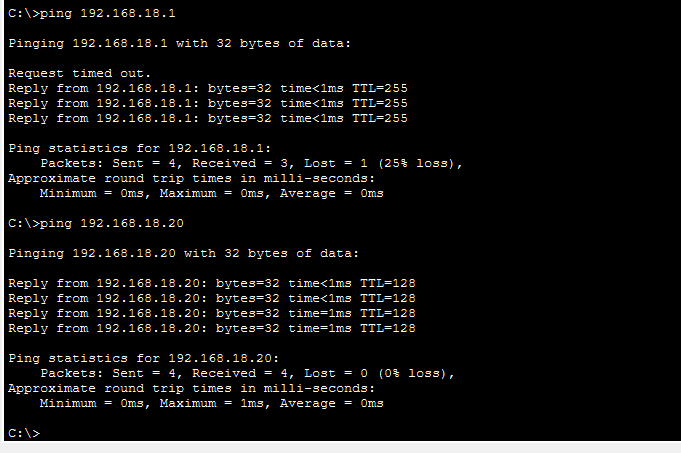 C:\>ping 192.168.18.1
Pinging 192.168.18.1 with 32 bytes of data:
Request timed out.
Reply from 192.168.18.1: bytes=32 time<1ms TTL=255
Reply from 192.168.18.1: bytes=32 time<1ms TTL=255
Reply from 192.168.18.1: bytes=32 time<1ms TTL=255
Ping statistics for 192.168.18.1:
    Packets: Sent = 4, Received = 3, Lost = 1 (25% loss),
Approximate round trip times in milli-seconds:
    Minimum = 0ms, Maximum = 0ms, Average = 0ms
C:\>ping 192.168.18.20
Pinging 192.168.18.20 with 32 bytes of data:
Reply from 192.168.18.20: bytes=32 time<1ms TTL=128
Reply from 192.168.18.20: bytes=32 time<1ms TTL=128
Reply from 192.168.18.20: bytes=32 time=1ms TTL=128
Reply from 192.168.18.20: bytes=32 time=1ms TTL=128
Ping statistics for 192.168.18.20:
    Packets: Sent = 4, Received = 4, Lost = 0 (0% loss),
Approximate round trip times in milli-seconds:
    Minimum = 0ms, Maximum = 1ms, Average = 0ms
C:\>